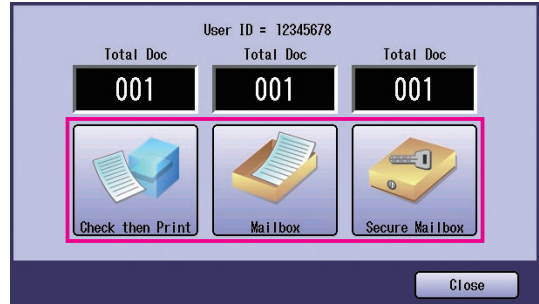 User ID = 12345678
Total Doc Total Doc Total Doc
001 001 001
Check then Print Mailbox Secure Mailbox
Close